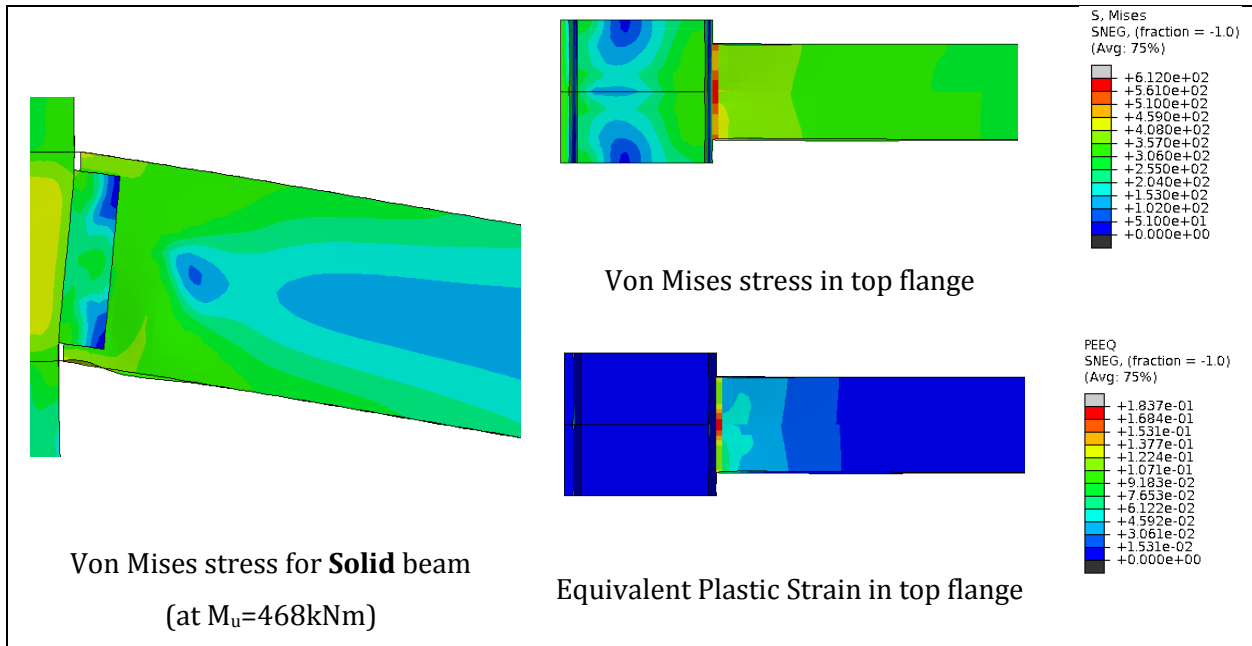 S, Mises
SNEG, (fraction = -1.0)
(Avg: 75%)
+6.120e+02
+5.610e+02
+5.100e+02
+4.590e+02
+4.080e+02
+3.570e+02
+3.060e+02
+2.550e+02
+2.040e+02
+1.530e+02
+1.020e+02
+5.100e+01
+0.000e+00
Von Mises stress in top flange
PEEQ
SNEG, (fraction = -1.0)
(Avg: 75%)
+1.837e-01
+1.684e-01
+1.531e-01
+1.377e-01
+1.224e-01
+1.071e-01
+9.183e-02
+7.653e-02
+6.122e-02
+4.592e-02
+3.061e-02
+1.531e-02
+0.000e+00
Von Mises stress for Solid beam
(at Mu=468kNm)
Equivalent Plastic Strain in top flange